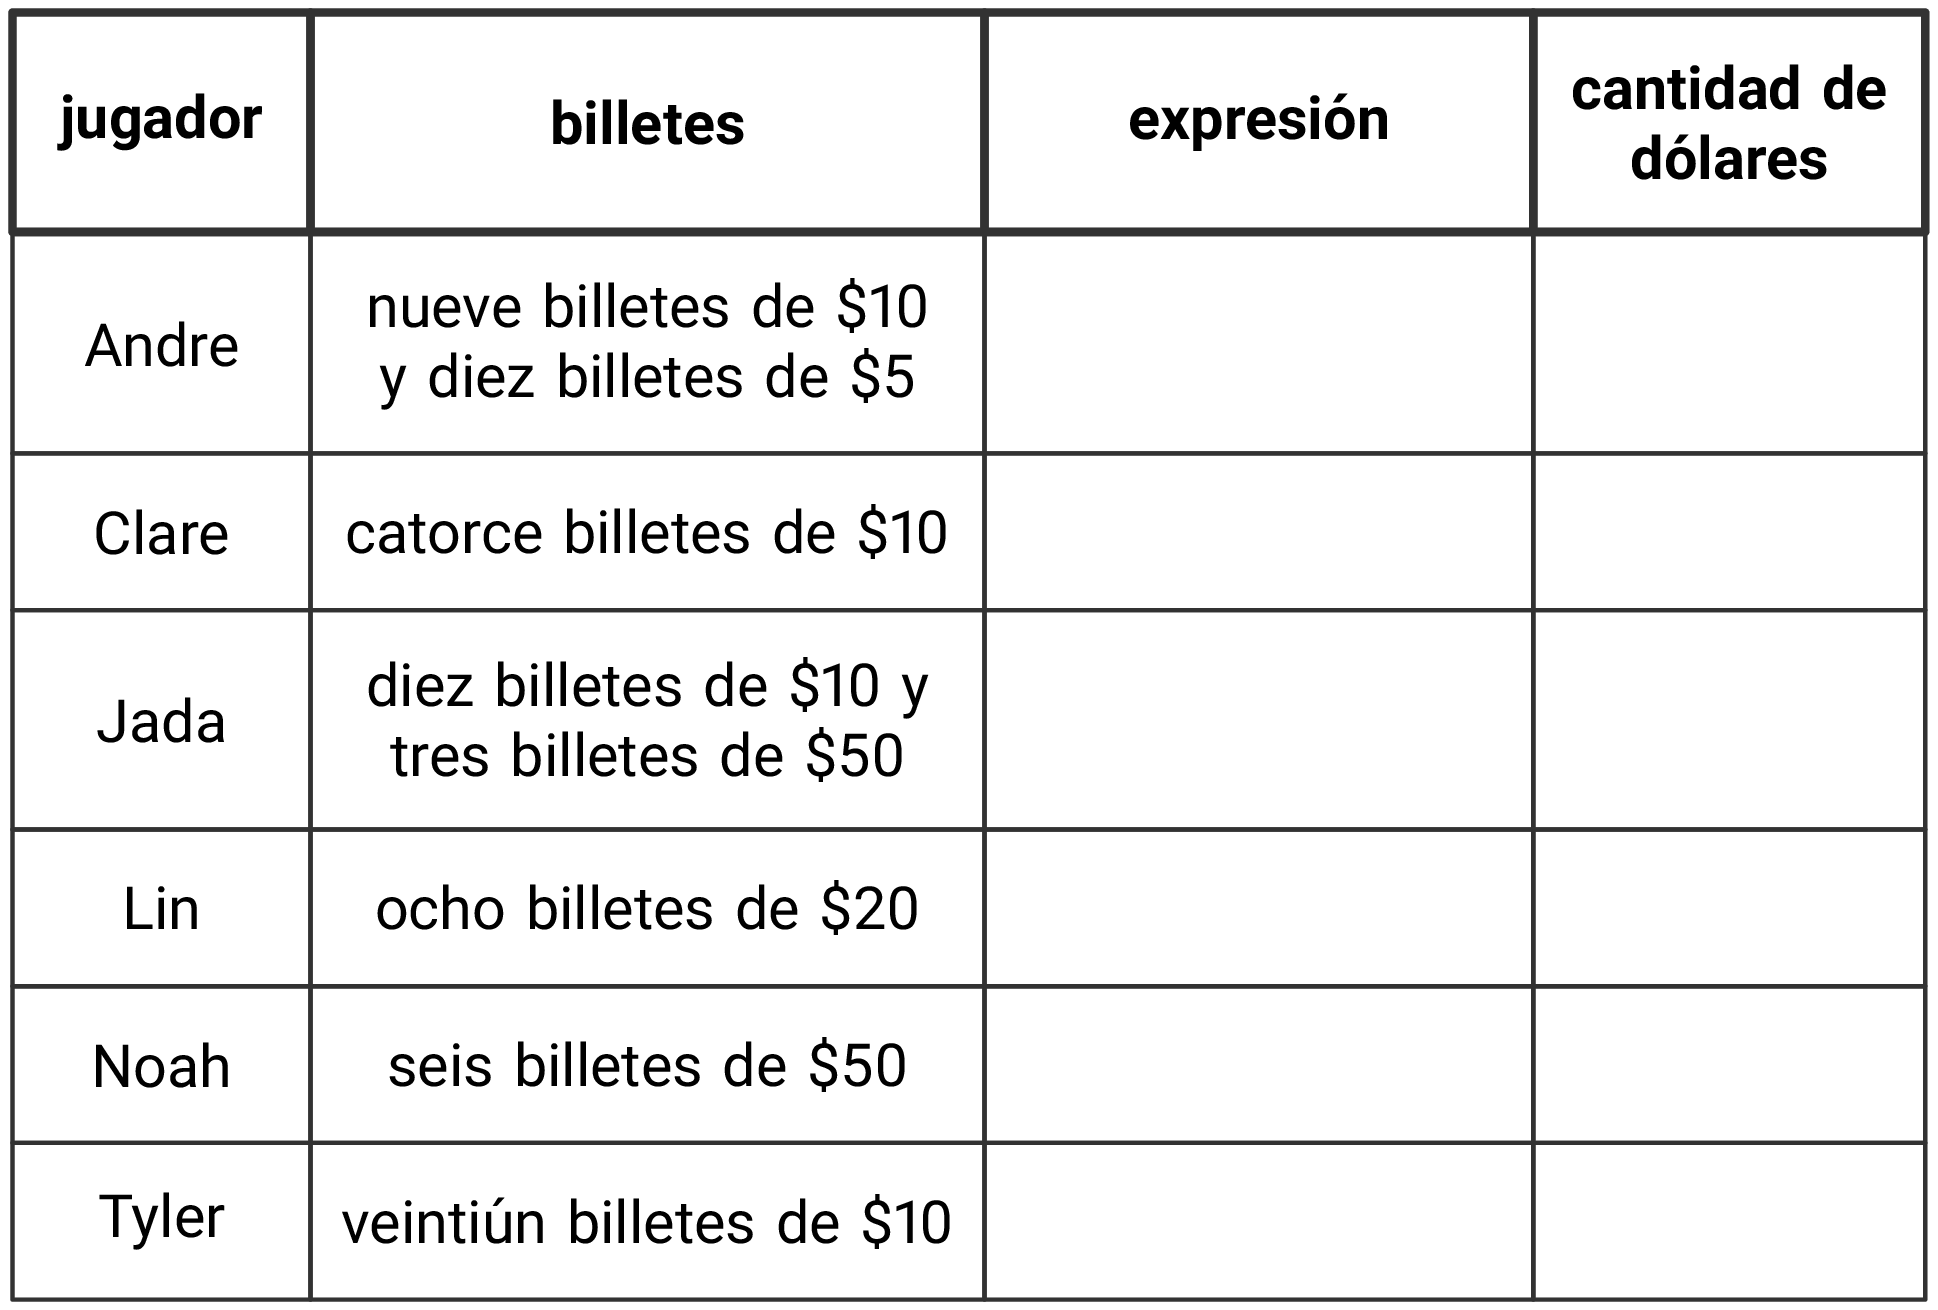 jugador
billetes
expresión
cantidad de
dólares
Andre
nueve billetes de $10
y diez billetes de $5
Clare
catorce billetes de $10
Jada
diez billetes de $10 y
tres billetes de $50
Lin
ocho billetes de $20
Noah
seis billetes de $50
Tyler
veintiún billetes de $10